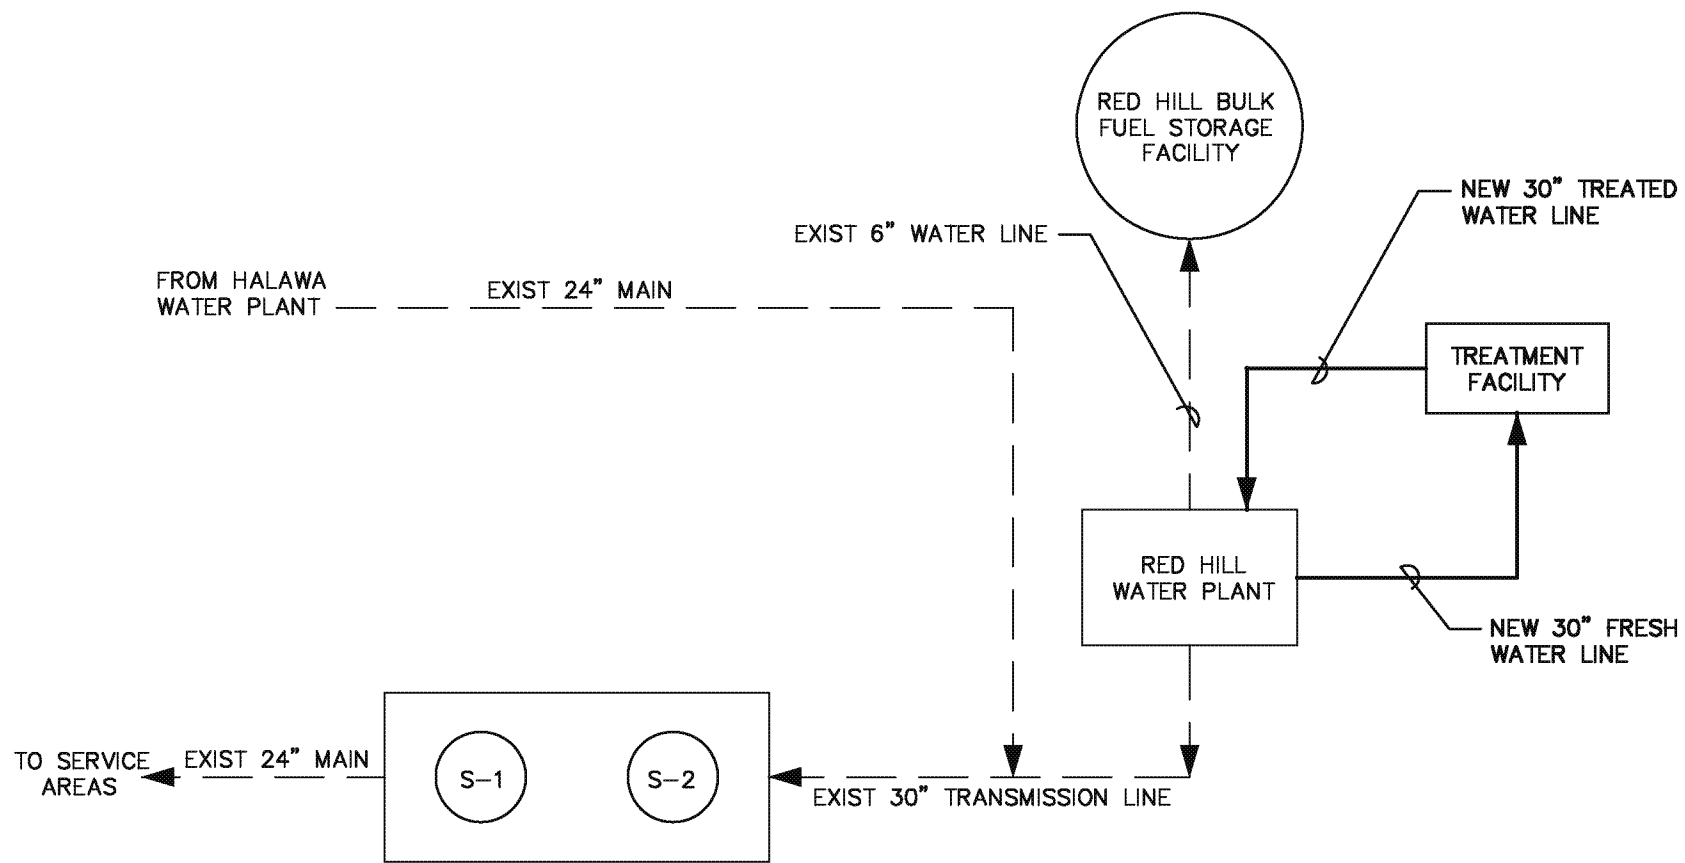 RED HILL BULK
FUEL STORAGE
FACILITY
NEW 30" TREATED
WATER LINE
EXIST 6" WATER LINE
FROM HALAWA
WATER PLANT
EXIST 24" MAIN
TREATMENT
FACILITY
RED HILL
WATER PLANT
NEW 30" FRESH
WATER LINE
TO SERVICE
AREAS
EXIST 24" MAIN
S-1
S-2
EXIST 30" TRANSMISSION LINE